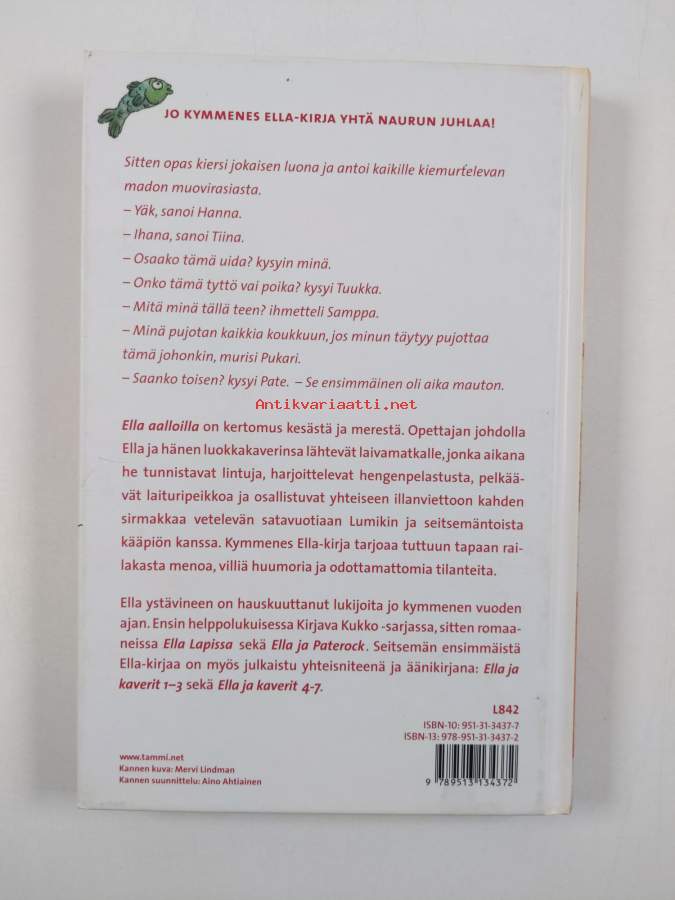 JO KYMMENES ELLA-KIRJA YHTÄ NAURUN JUHLAA!
Sitten opas kiersi jokaisen luona ja antoi kaikille kiemurtelevan
madon muovirasiasta.
– Yäk, sanoi Hanna.
– Ihana, sanoi Tiina.
– Osaako tämä uida? kysyin minä.
– Onko tämä tyttö vai poika? kysyi Tuukka.
– Mitä minä tällä teen? ihmetteli Samppa.
– Minä pujotan kaikkia koukkuun, jos minun täytyy pujottaa
tämä johonkin, murisi Pukari.
– Saanko toisen? kysyi Pate. – Se ensimmäinen oli aika mauton.
Antikvariaatti.net
Ella aalloilla on kertomus kesästä ja merestä. Opettajan johdolla
Ella ja hänen luokkakaverinsa lähtevät laivamatkalle, jonka aikana
he tunnistavat lintuja, harjoittelevat hengenpelastusta, pelkää-
vät laituripeikkoa ja osallistuvat yhteiseen illanviettoon kahden
sirmakkaa vetelevän satavuotiaan Lumikin ja seitsemäntoista
kääpiön kanssa. Kymmenes Ella-kirja tarjoaa tuttuun tapaan rai-
lakasta menoa, villiä huumoria ja odottamattomia tilanteita.
Ella ystävineen on hauskuuttanut lukijoita jo kymmenen vuoden
ajan. Ensin helppolukuisessa Kirjava Kukko -sarjassa, sitten romaa-
neissa Ella Lapissa sekä Ella ja Paterock. Seitsemän ensimmäistä
Ella-kirjaa on myös julkaistu yhteisniteenä ja äänikirjana: Ella ja
kaverit 1–3 sekä Ella ja kaverit 4-7.
L842
ISBN-10: 951-31-3437-7
ISBN-13: 978-951-31-3437-2
www.tammi.net
Kannen kuva: Mervi Lindman
Kannen suunnittelu: Aino Ahtiainen
9 789513 134372